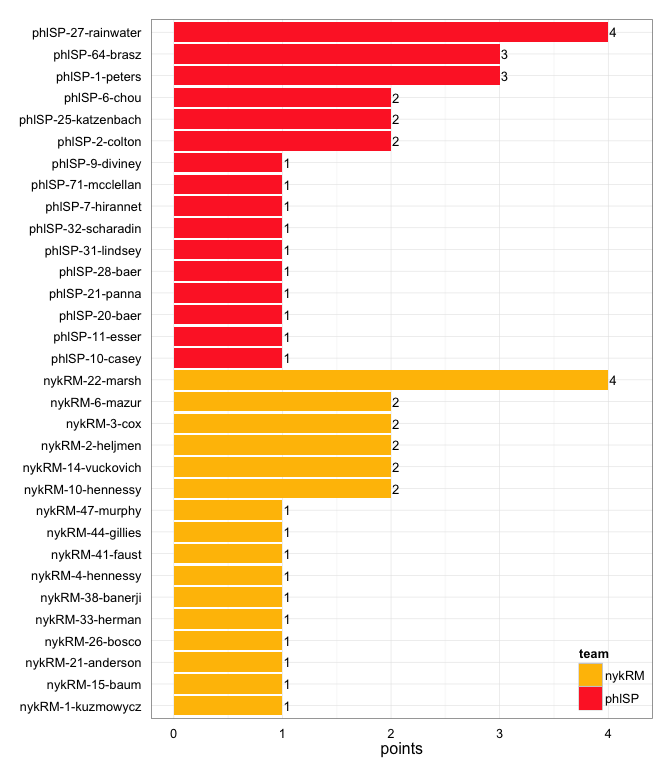 phlSP-27-rainwater 4
phlSP-64-brasz 3
phlSP-1-peters 3
phlSP-6-chou 2
phlSP-25-katzenbach 2
phlSP-2-colton 2
phlSP-9-diviney 1
phlSP-71-mcclellan 1
phlSP-7-hirannet 1
phlSP-32-scharadin 1
phlSP-31-lindsey 1
phlSP-28-baer 1
phlSP-21-panna 1
phlSP-20-baer 1
phlSP-11-esser 1
phlSP-10-casey 1
nykRM-22-marsh 4
nykRM-6-mazur 2
nykRM-3-cox 2
nykRM-2-heljmen 2
nykRM-14-vuckovich 2
nykRM-10-hennessy 2
nykRM-47-murphy 1
nykRM-44-gillies 1
nykRM-41-faust 1
nykRM-4-hennessy 1
nykRM-38-banerji 1
nykRM-33-herman 1
nykRM-26-bosco 1
nykRM-21-anderson 1
nykRM-15-baum 1
nykRM-1-kuzmowycz 1
team
nykRM
phlSP
0 1 2 3 4
points